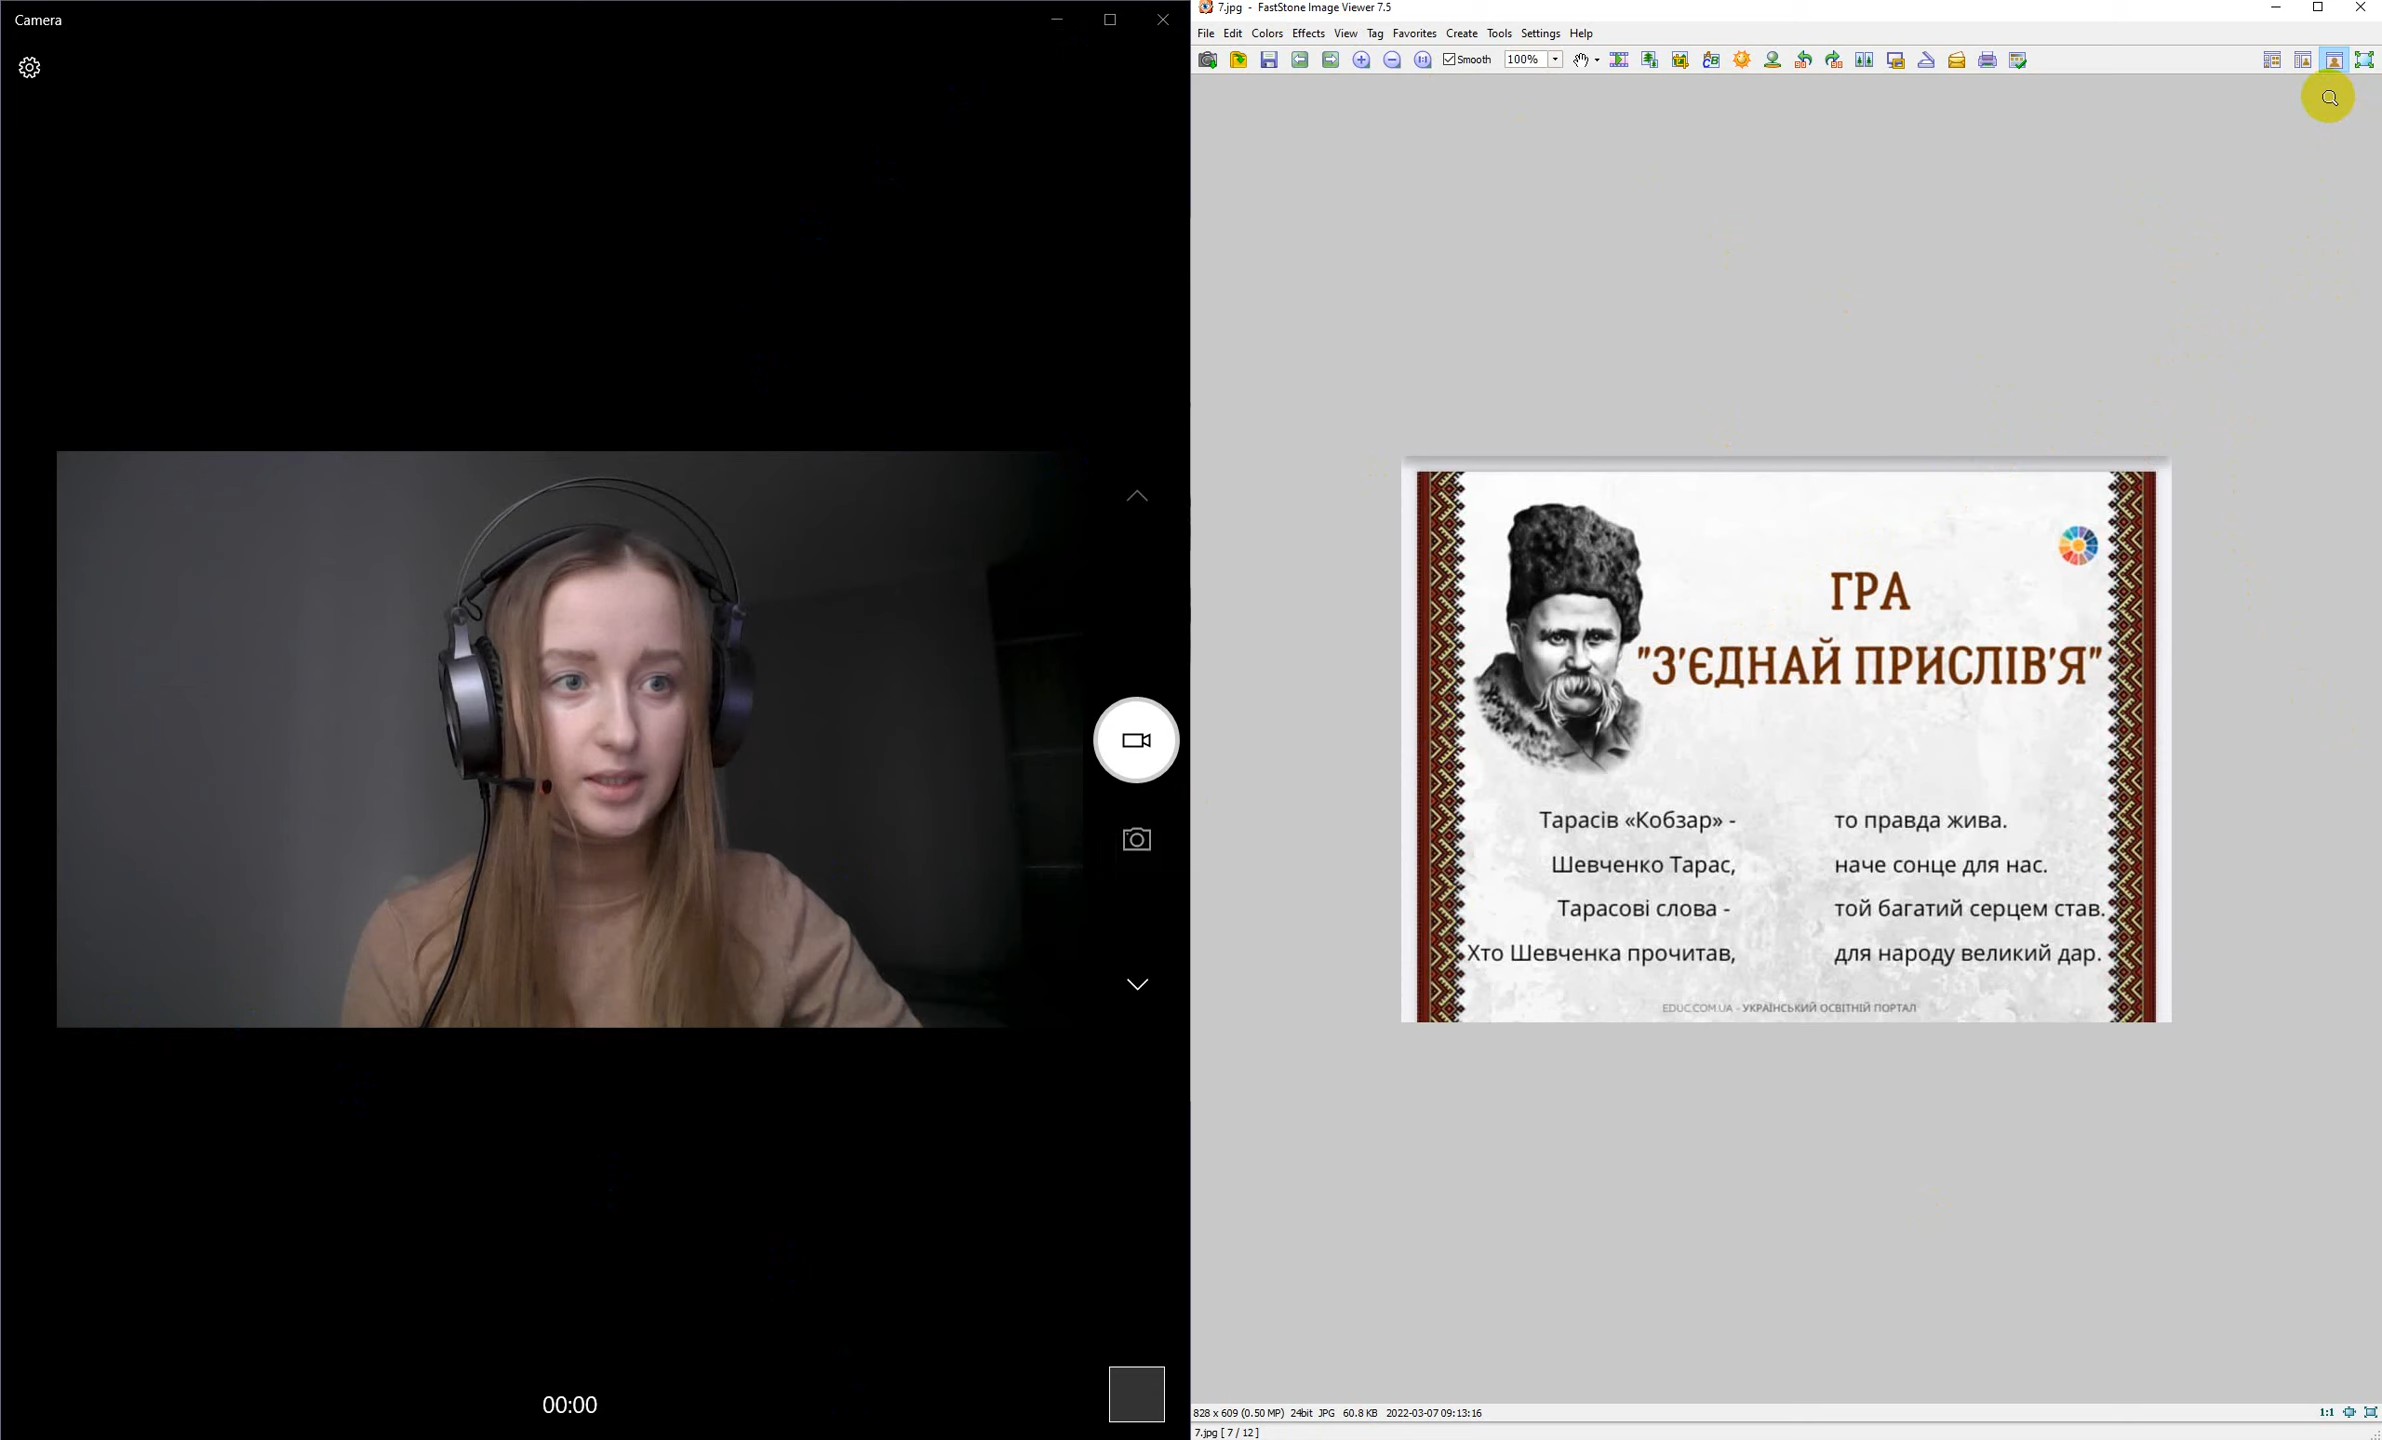 Camera
00:00
7.jpg - FastStone Image Viewer 7.5
File Edit Colors Effects View Tag Favorites Create Tools Settings Help
Smooth 100%
ГРА
"З'ЄДНАЙ ПРИСЛІВ'Я"
Тарасів «Кобзар» - то правда жива.
Шевченко Тарас, наче сонце для нас.
Тарасові слова - той багатий серцем став.
Хто Шевченка прочитав, для народу великий дар.
EDUC.COM.UA - УКРАЇНСЬКИЙ ОСВІТНІЙ ПОРТАЛ
828 x 609 (0.50 MP) 24bit JPG 60.8 KB 2022-03-07 09:13:16
1:1
7.jpg [ 7 / 12 ]